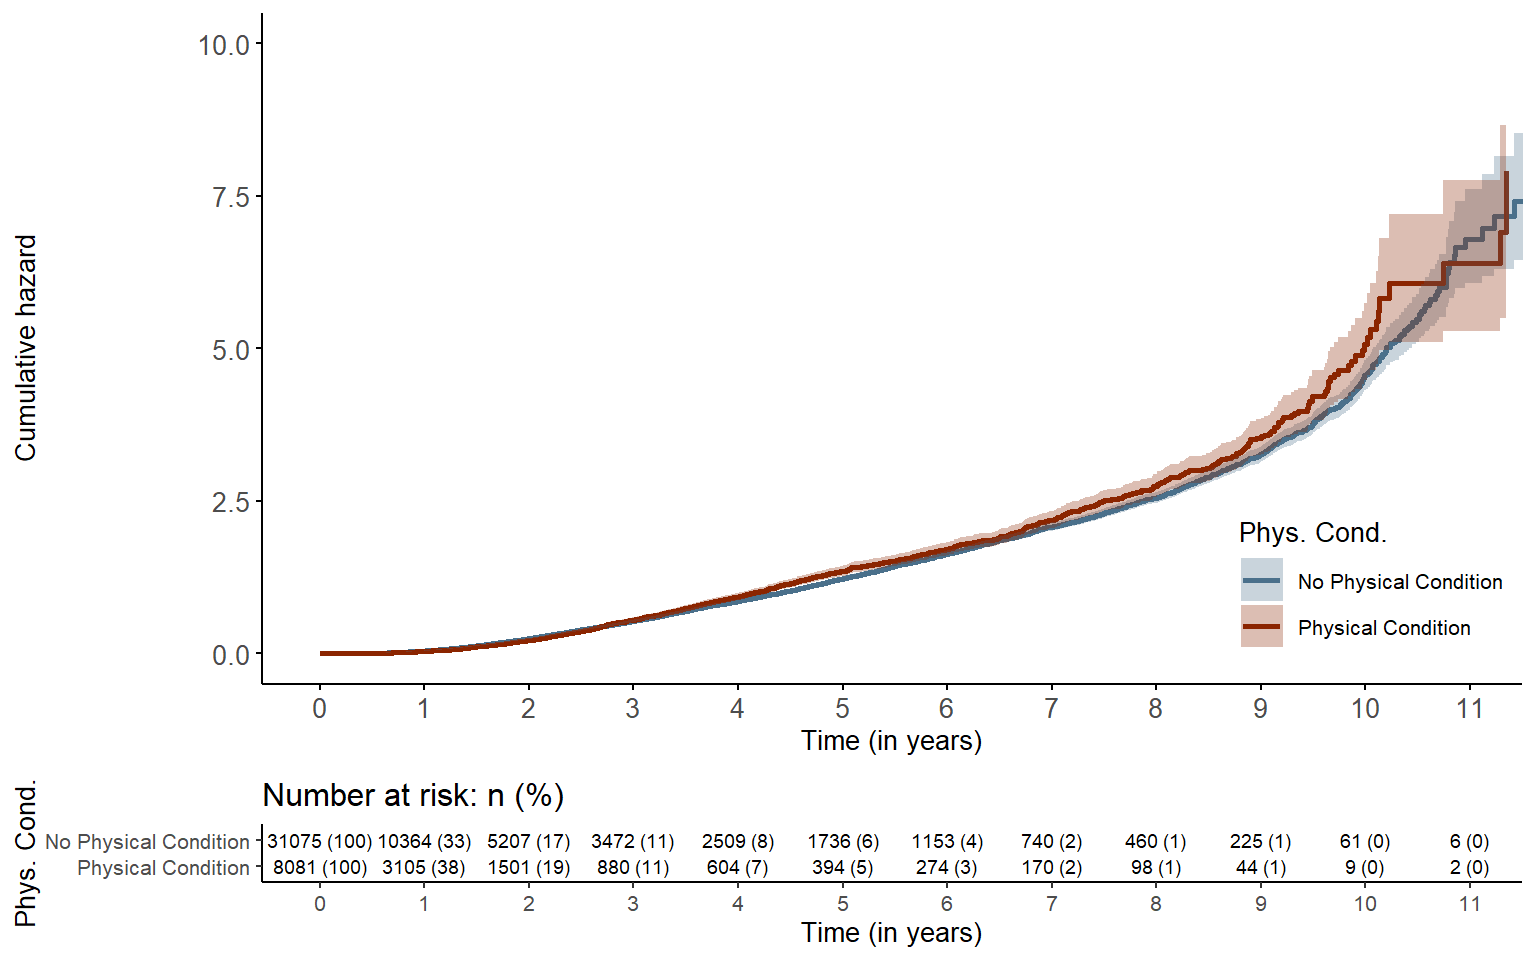 Cumulative hazard
10.0
7.5
5.0
2.5
0.0
Phys. Cond.
No Physical Condition
Physical Condition
0 1 2 3 4 5 6 7 8 9 10 11
Time (in years)
Number at risk: n (%)
Phys. Cond.
No Physical Condition 31075 (100) 10364 (33) 5207 (17) 3472 (11) 2509 (8) 1736 (6) 1153 (4) 740 (2) 460 (1) 225 (1) 61 (0) 6 (0)
Physical Condition 8081 (100) 3105 (38) 1501 (19) 880 (11) 604 (7) 394 (5) 274 (3) 170 (2) 98 (1) 44 (1) 9 (0) 2 (0)
0 1 2 3 4 5 6 7 8 9 10 11
Time (in years)